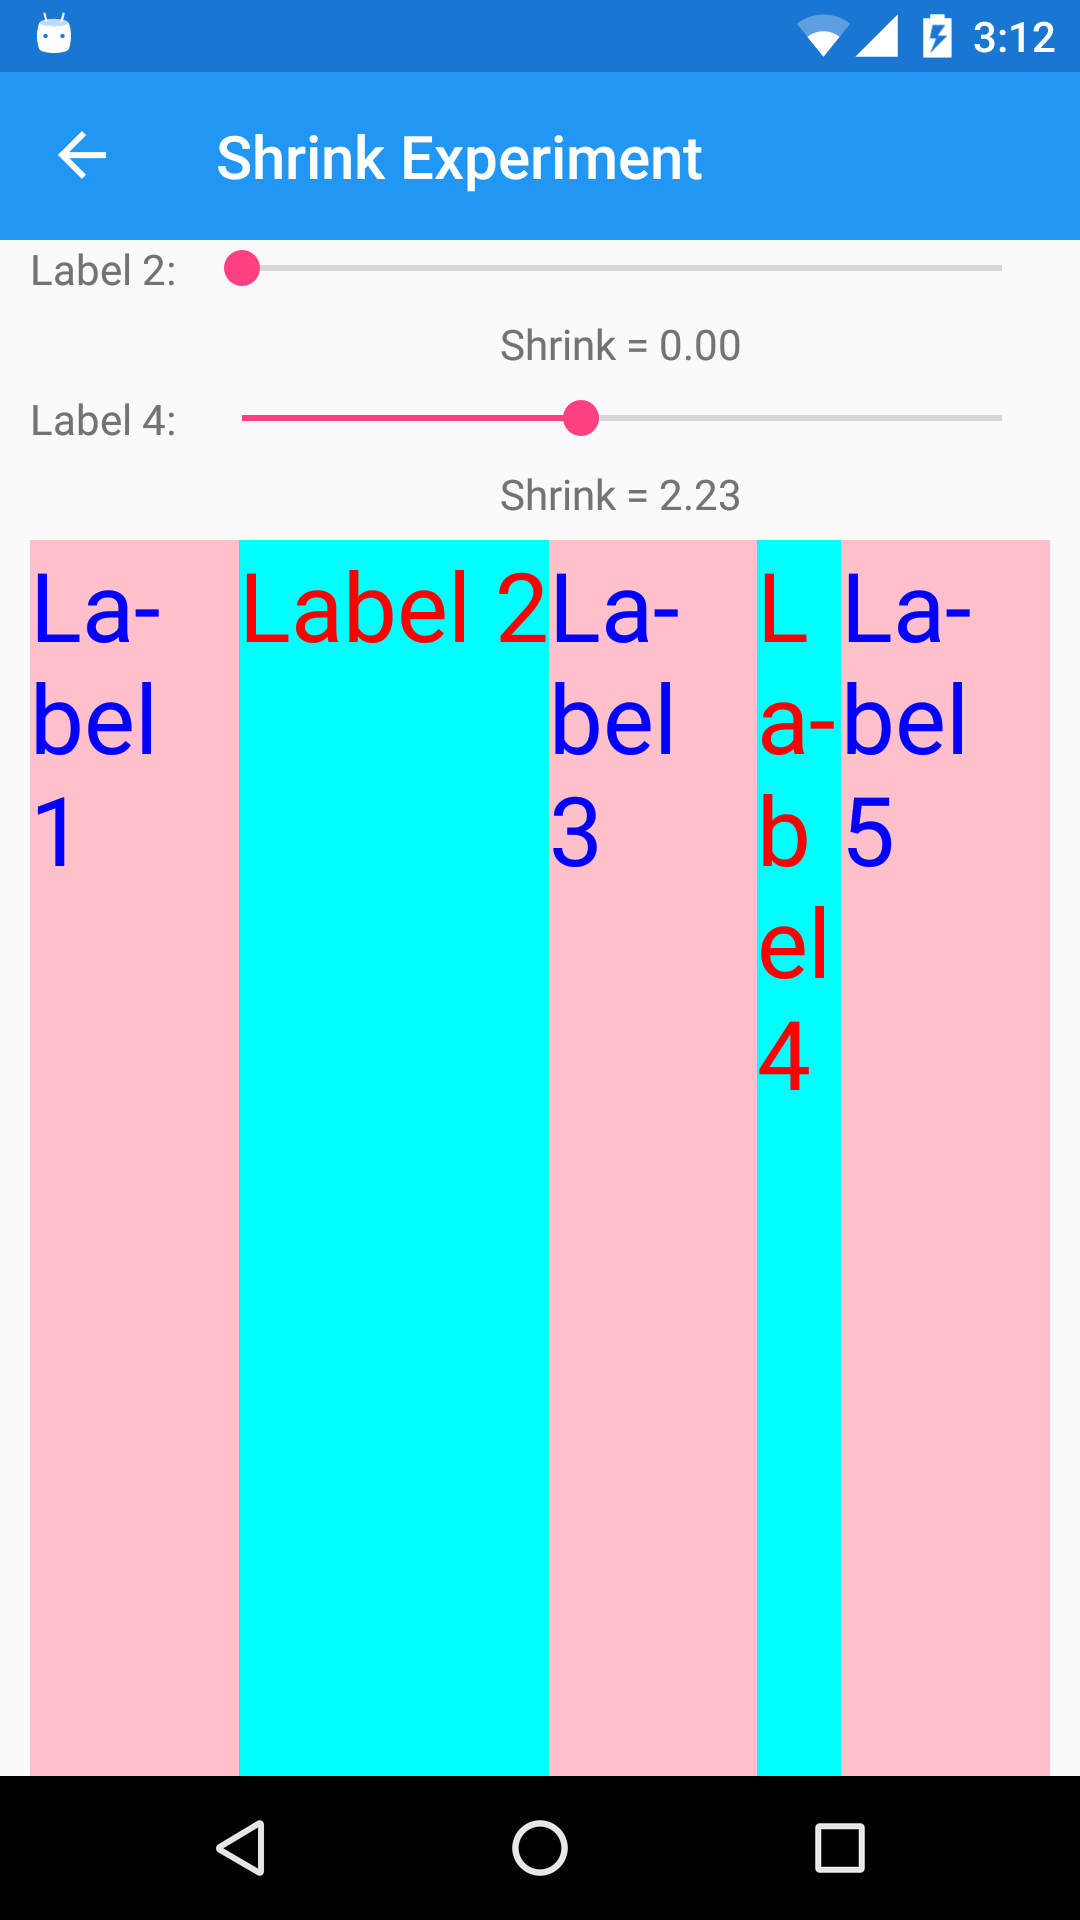 3:12
Shrink Experiment
Label 2:
Shrink = 0.00
Label 4:
Shrink = 2.23
La-
bel
1
Label 2
La-
bel
3
L
a-
b
el
4
La-
bel
5